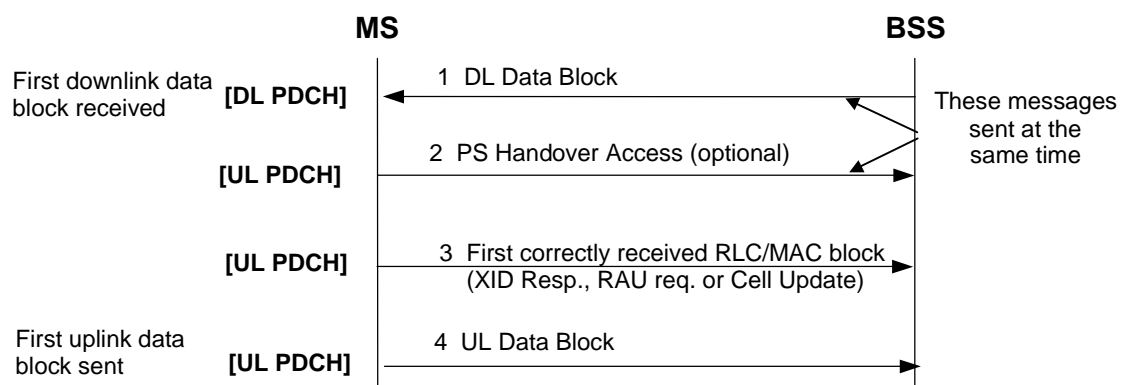 MS
BSS
First downlink data
block received
[DL PDCH]
1 DL Data Block
These messages
sent at the
same time
2 PS Handover Access (optional)
[UL PDCH]
3 First correctly received RLC/MAC block
(XID Resp., RAU req. or Cell Update)
[UL PDCH]
First uplink data
block sent
[UL PDCH]
4 UL Data Block